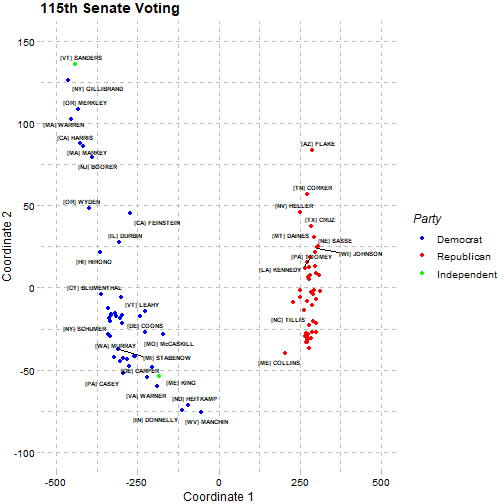 115th Senate Voting
150
[VT] SANDERS
[NY] GILLIBRAND
[OR] MERKLEY
[MA] WARREN
100
[CA] HARRIS
[MA] MARKEY
[NJ] BOOKER
[AZ] FLAKE
[TN] CORKER
[OR] WYDEN
[NV] HELLER
50
[CA] FEINSTEIN
[TX] CRUZ
[IL] DURBIN
[MT] DAINES
[NE] SASSE
[HI] HIRONO
[PA] TOOMEY
[WI] JOHNSON
[LA] KENNEDY
[CT] BLUMENTHAL
0
[VT] LEAHY
[NY] SCHUMER
[DE] COONS
[NC] TILLIS
[MO] McCASKILL
[WA] MURRAY
[MI] STABENOW
[ME] COLLINS
[DE] CARPER
-50
[PA] CASEY
[ME] KING
[VA] WARNER
[ND] HEITKAMP
[IN] DONNELLY
[WV] MANCHIN
-100
-500
-250
0
250
500
Coordinate 1
Coordinate 2
Party
Democrat
Republican
Independent